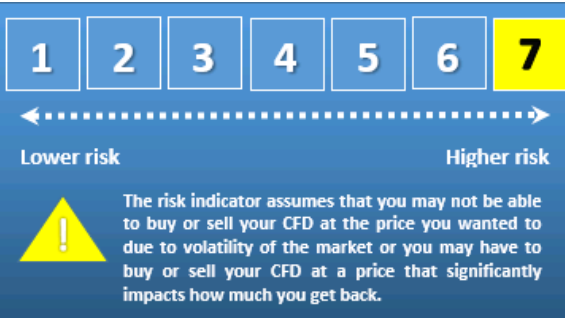 1 2 3 4 5 6 7
Lower risk Higher risk
!
The risk indicator assumes that you may not be able
to buy or sell your CFD at the price you wanted to
due to volatility of the market or you may have to
buy or sell your CFD at a price that significantly
impacts how much you get back.